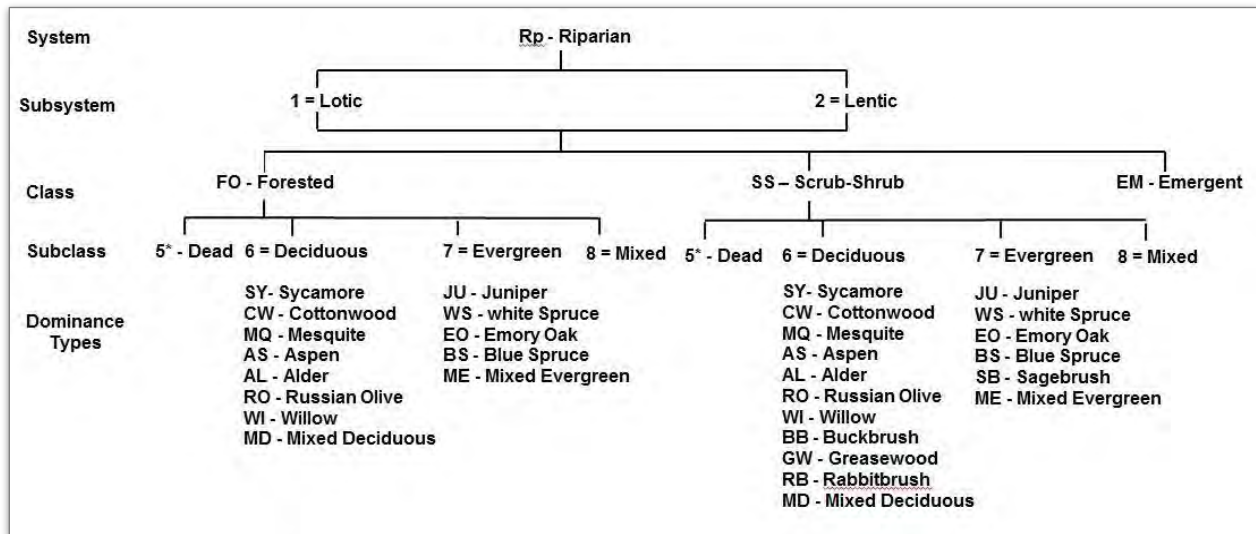 System
Rp - Riparian
Subsystem
1 = Lotic
2 = Lentic
Class
FO - Forested
SS – Scrub-Shrub
EM - Emergent
Subclass
5* - Dead
6 = Deciduous
7 = Evergreen
8 = Mixed
5* - Dead
6 = Deciduous
7 = Evergreen
8 = Mixed
Dominance
Types
SY- Sycamore
CW - Cottonwood
MQ - Mesquite
AS - Aspen
AL - Alder
RO - Russian Olive
WI - Willow
MD - Mixed Deciduous
JU - Juniper
WS - white Spruce
EO - Emory Oak
BS - Blue Spruce
ME - Mixed Evergreen
SY- Sycamore
CW - Cottonwood
MQ - Mesquite
AS - Aspen
AL - Alder
RO - Russian Olive
WI - Willow
BB - Buckbrush
GW - Greasewood
RB - Rabbitbrush
MD - Mixed Deciduous
JU - Juniper
WS - white Spruce
EO - Emory Oak
BS - Blue Spruce
SB - Sagebrush
ME - Mixed Evergreen